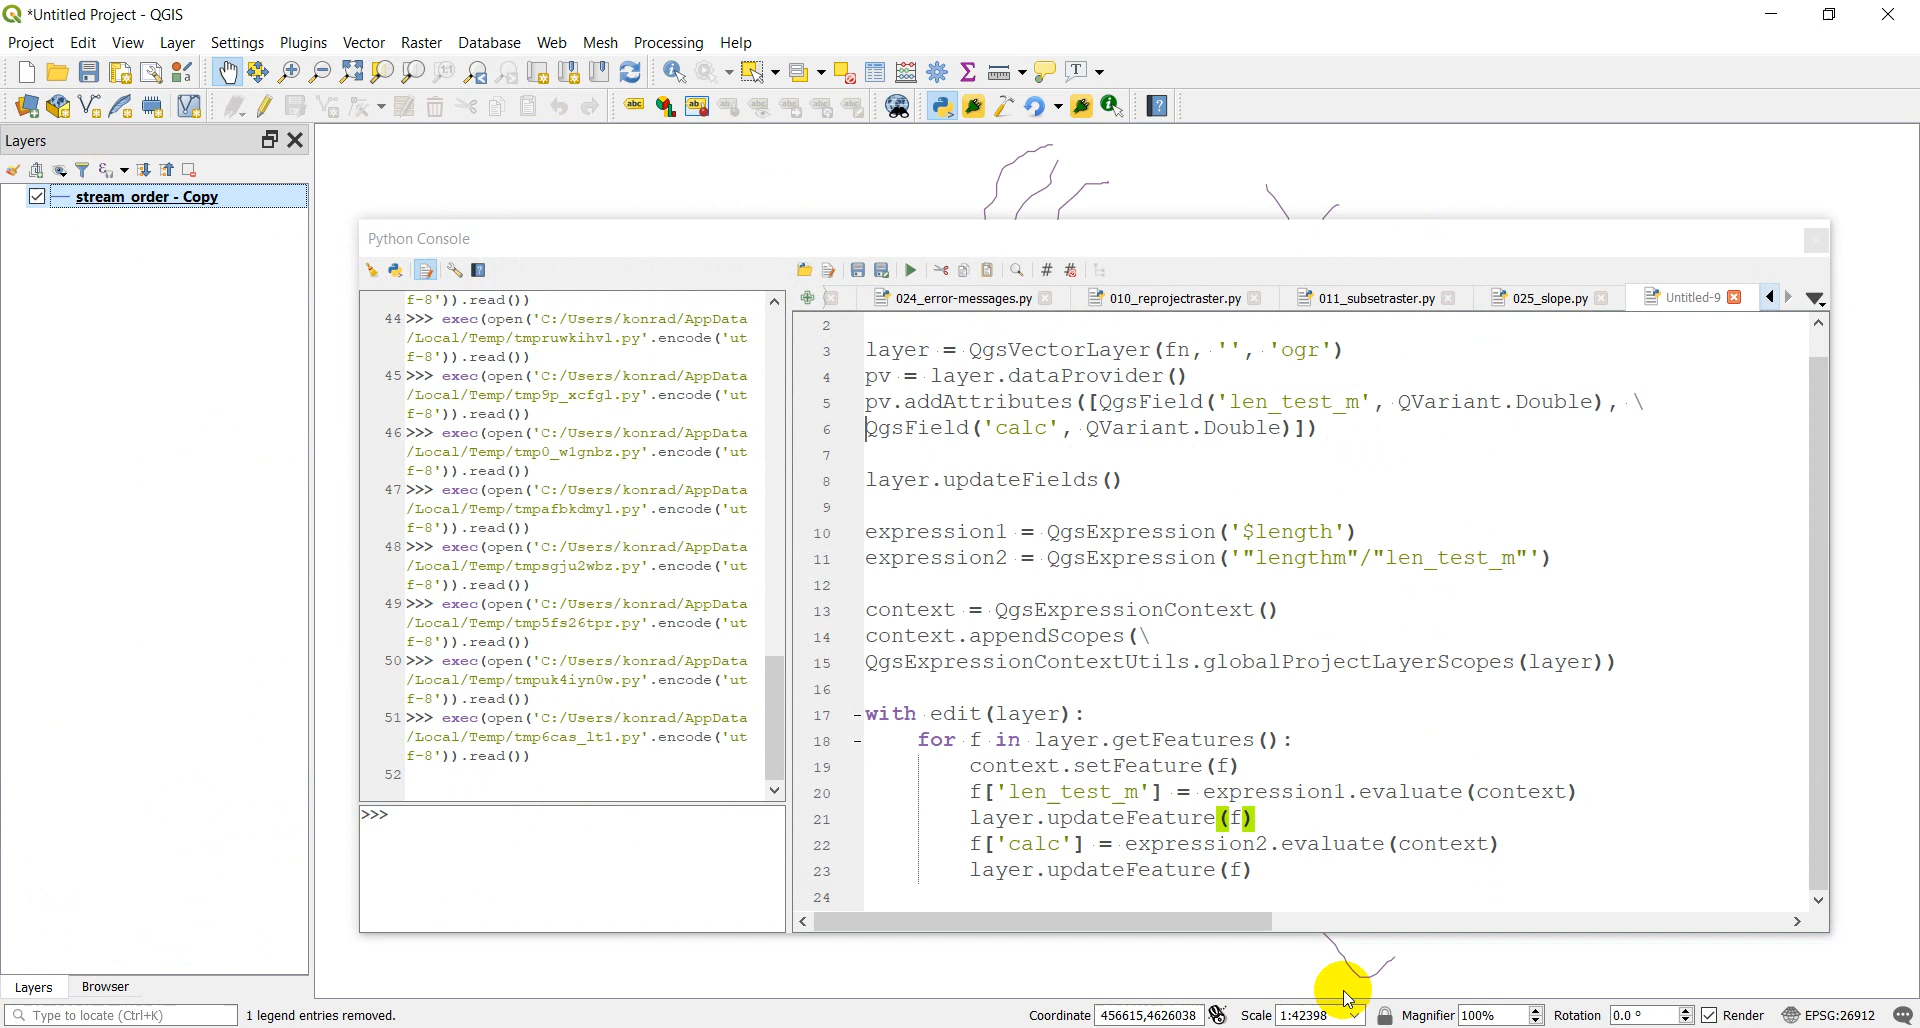 *Untitled Project - QGIS
Project Edit View Layer Settings Plugins Vector Raster Database Web Mesh Processing Help
Layers
stream order - Copy
Python Console
024_error-messages.py 010_reprojectraster.py 011_subsetraster.py 025_slope.py Untitled-9
f-8')).read())
44 >>> exec(open('C:/Users/konrad/AppData
/Local/Temp/tmpruwkihvl.py'.encode('ut
f-8')).read())
45 >>> exec(open('C:/Users/konrad/AppData
/Local/Temp/tmp9p_xcfgl.py'.encode('ut
f-8')).read())
46 >>> exec(open('C:/Users/konrad/AppData
/Local/Temp/tmp0_w1gnbz.py'.encode('ut
f-8')).read())
47 >>> exec(open('C:/Users/konrad/AppData
/Local/Temp/tmpafbkdmyl.py'.encode('ut
f-8')).read())
48 >>> exec(open('C:/Users/konrad/AppData
/Local/Temp/tmpsgju2wbz.py'.encode('ut
f-8')).read())
49 >>> exec(open('C:/Users/konrad/AppData
/Local/Temp/tmp5fs26tpr.py'.encode('ut
f-8')).read())
50 >>> exec(open('C:/Users/konrad/AppData
/Local/Temp/tmpuk4iyn0w.py'.encode('ut
f-8')).read())
51 >>> exec(open('C:/Users/konrad/AppData
/Local/Temp/tmp6cas_lt1.py'.encode('ut
f-8')).read())
52
>>>
2
3 layer = QgsVectorLayer(fn, '', 'ogr')
4 pv = layer.dataProvider()
5 pv.addAttributes([QgsField('len_test_m', QVariant.Double), \
6 QgsField('calc', QVariant.Double)])
7
8 layer.updateFields()
9
10 expression1 = QgsExpression('$length')
11 expression2 = QgsExpression('"lengthm"/"len_test_m"')
12
13 context = QgsExpressionContext()
14 context.appendScopes(\
15 QgsExpressionContextUtils.globalProjectLayerScopes(layer))
16
17 with edit(layer):
18 for f in layer.getFeatures():
19 context.setFeature(f)
20 f['len_test_m'] = expression1.evaluate(context)
21 layer.updateFeature(f)
22 f['calc'] = expression2.evaluate(context)
23 layer.updateFeature(f)
24
Layers Browser
Type to locate (Ctrl+K) 1 legend entries removed. Coordinate 456615,4626038 Scale 1:42398 Magnifier 100% Rotation 0.0 ° Render EPSG:26912